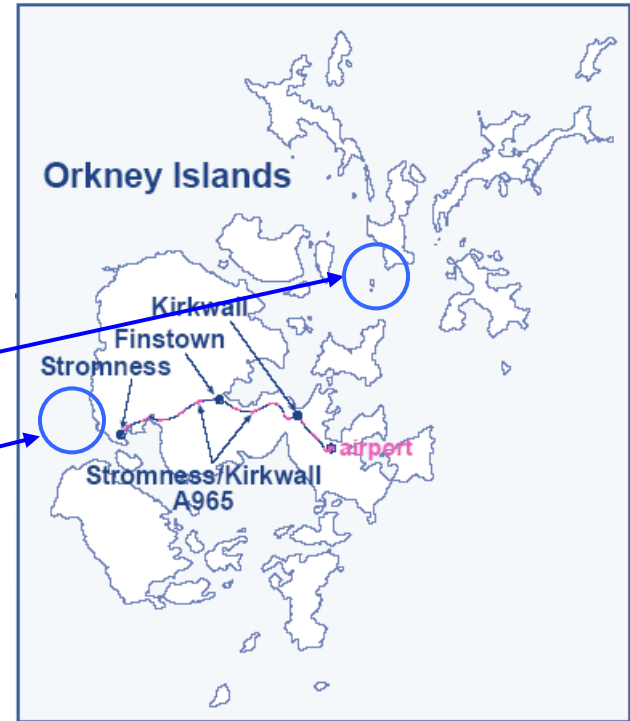 Orkney Islands
Kirkwall
Finstown
Stromness
airport
Stromness/Kirkwall
A965